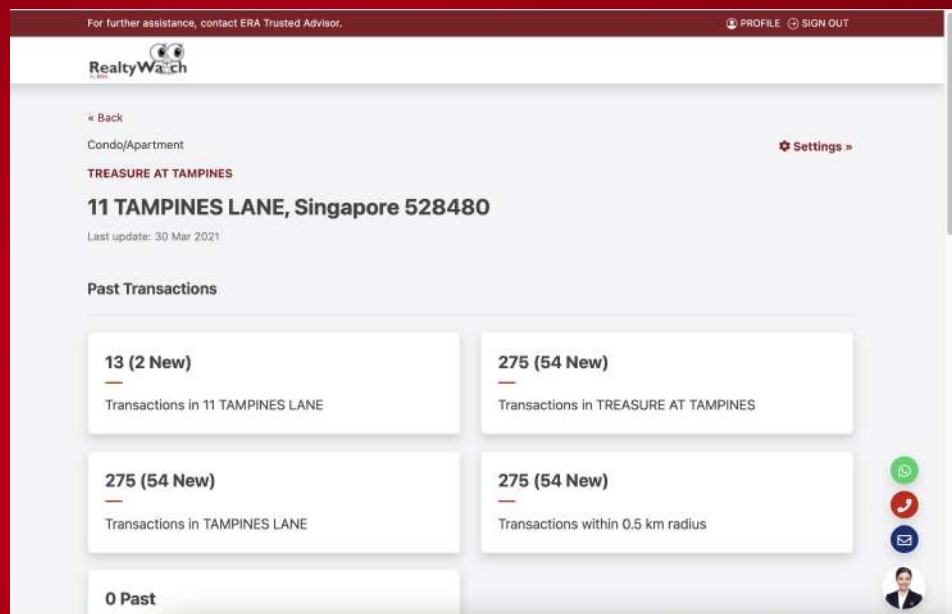 For further assistance, contact ERA Trusted Advisor.
PROFILE SIGN OUT
RealtyWatch
by ERA
« Back
Condo/Apartment
Settings »
TREASURE AT TAMPINES
11 TAMPINES LANE, Singapore 528480
Last update: 30 Mar 2021
Past Transactions
13 (2 New)
Transactions in 11 TAMPINES LANE
275 (54 New)
Transactions in TREASURE AT TAMPINES
275 (54 New)
Transactions in TAMPINES LANE
275 (54 New)
Transactions within 0.5 km radius
0 Past